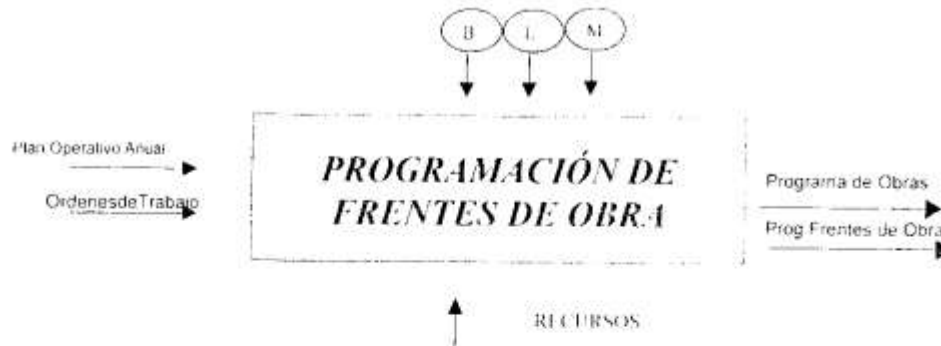 B L M
Plan Operativo Anual
OrdenesdeTrabajo
PROGRAMACIÓN DE
FRENTES DE OBRA
Programa de Obras
Prog Frentes de Obra
RECURSOS